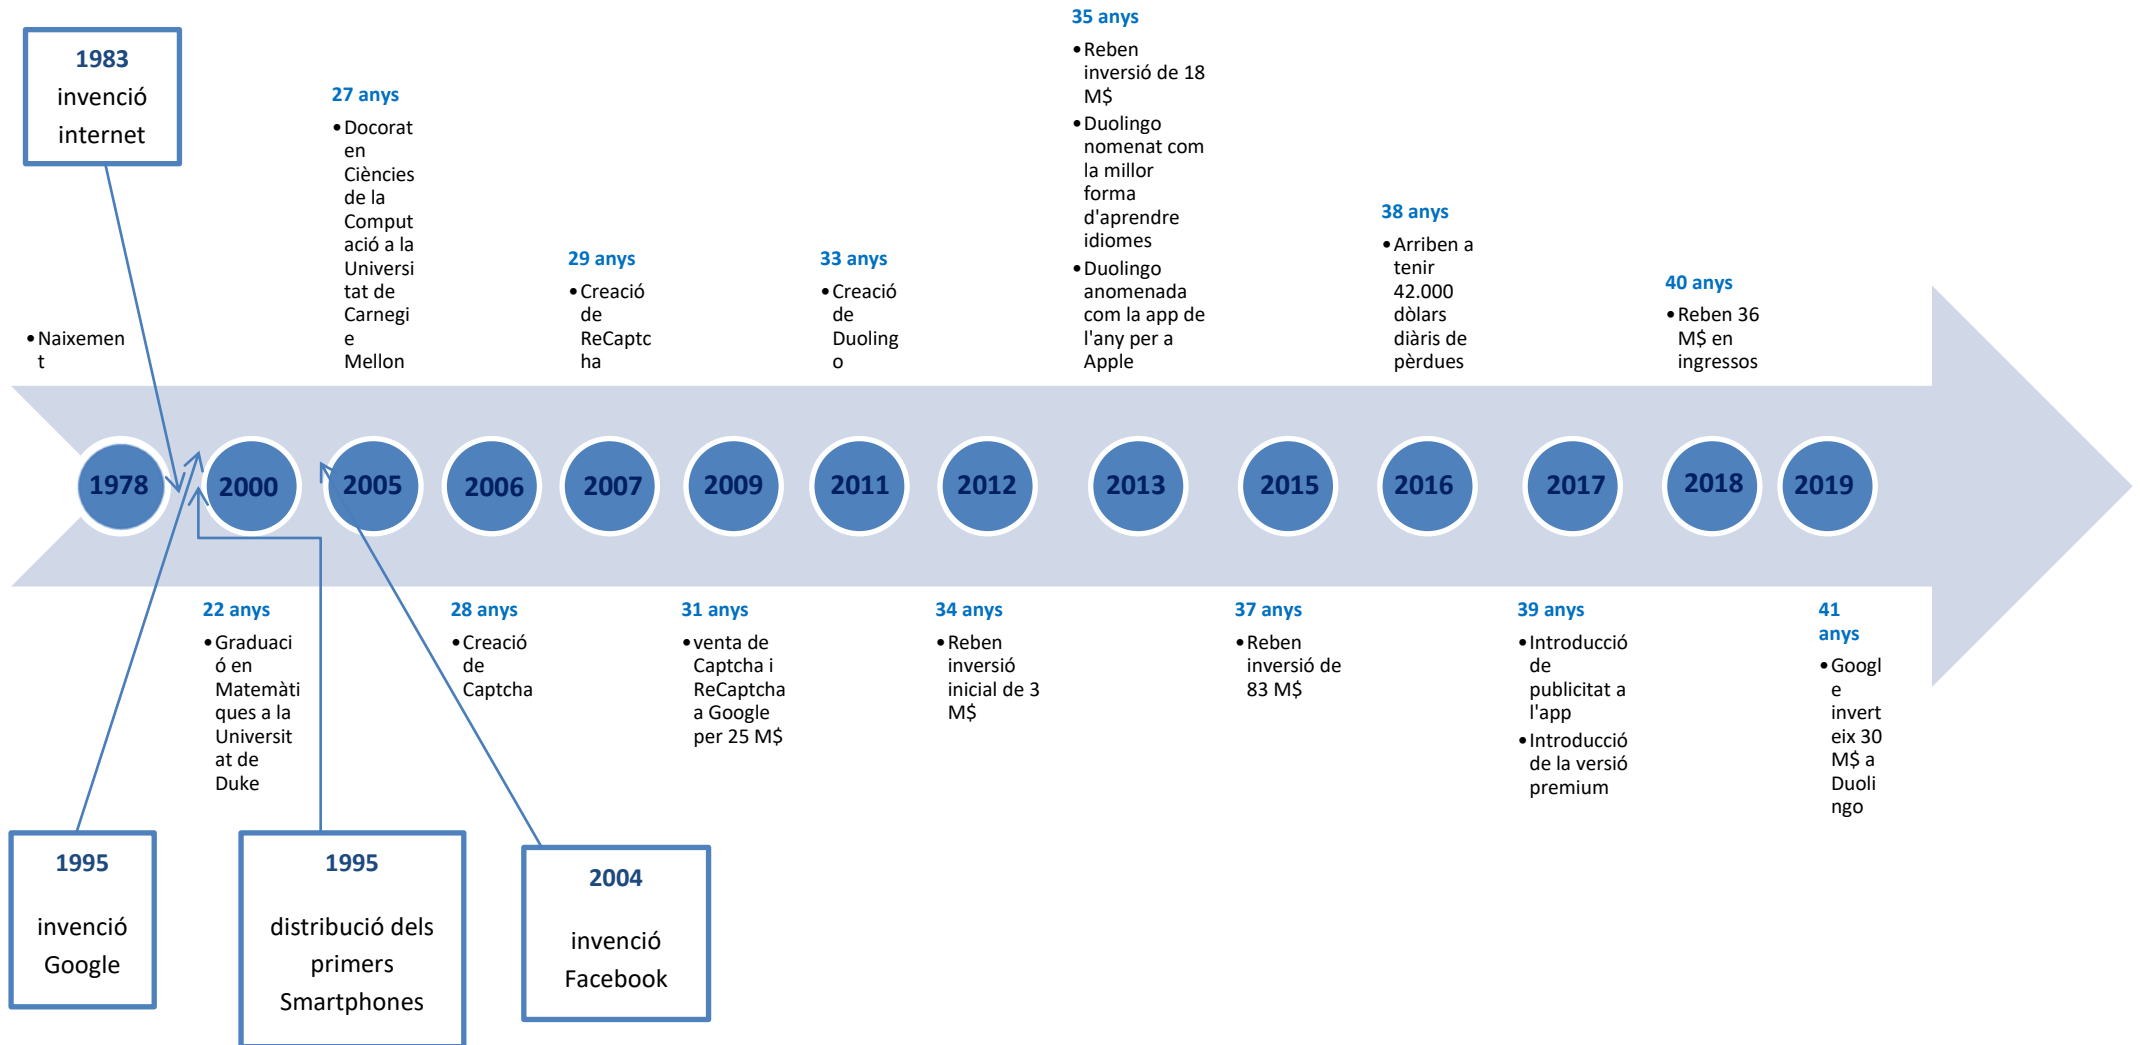 1983
invenció
internet
•Naixemen
t
27 anys
•Docorat
en
Ciències
de la
Comput
ació a la
Universi
tat de
Carnegi
e
Mellon
29 anys
•Creació
de
ReCaptc
ha
33 anys
•Creació
de
Duoling
o
35 anys
•Reben
inversió de 18
M$
•Duolingo
nomenat com
la millor
forma
d'aprendre
idiomes
•Duolingo
anomenada
com la app de
l'any per a
Apple
38 anys
•Arriben a
tenir
42.000
dòlars
diàris de
pèrdues
40 anys
•Reben 36
M$ en
ingressos
1978
2000
2005
2006
2007
2009
2011
2012
2013
2015
2016
2017
2018
2019
22 anys
•Graduaci
ó en
Matemàti
ques a la
Universit
at de
Duke
28 anys
•Creació
de
Captcha
31 anys
•venta de
Captcha i
ReCaptcha
a Google
per 25 M$
34 anys
•Reben
inversió
inicial de 3
M$
37 anys
•Reben
inversió de
83 M$
39 anys
•Introducció
de
publicitat a
l'app
•Introducció
de la versió
premium
41
anys
•Googl
e
invert
eix 30
M$ a
Duoli
ngo
1995
invenció
Google
1995
distribució dels
primers
Smartphones
2004
invenció
Facebook